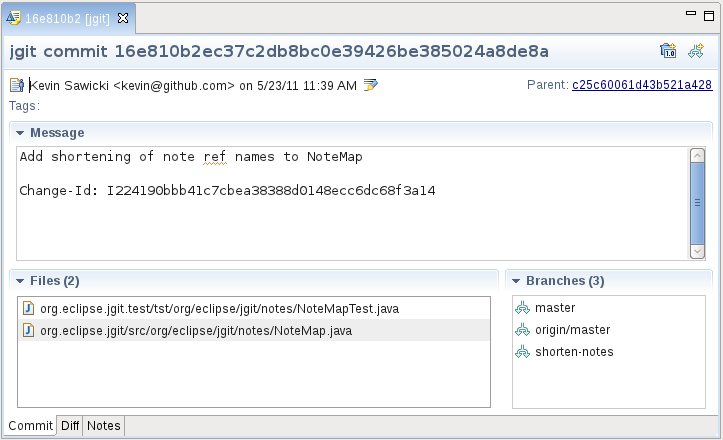 16e810b2 [jgit]
jgit commit 16e810b2ec37c2db8bc0e39426be385024a8de8a
Kevin Sawicki <kevin@github.com> on 5/23/11 11:39 AM
Parent: c25c60061d43b521a428
Tags:
Message
Add shortening of note ref names to NoteMap
Change-Id: I224190bbb41c7cbea38388d0148ecc6dc68f3a14
Files (2)
org.eclipse.jgit.test/tst/org/eclipse/jgit/notes/NoteMapTest.java
org.eclipse.jgit/src/org/eclipse/jgit/notes/NoteMap.java
Branches (3)
master
origin/master
shorten-notes
Commit Diff Notes